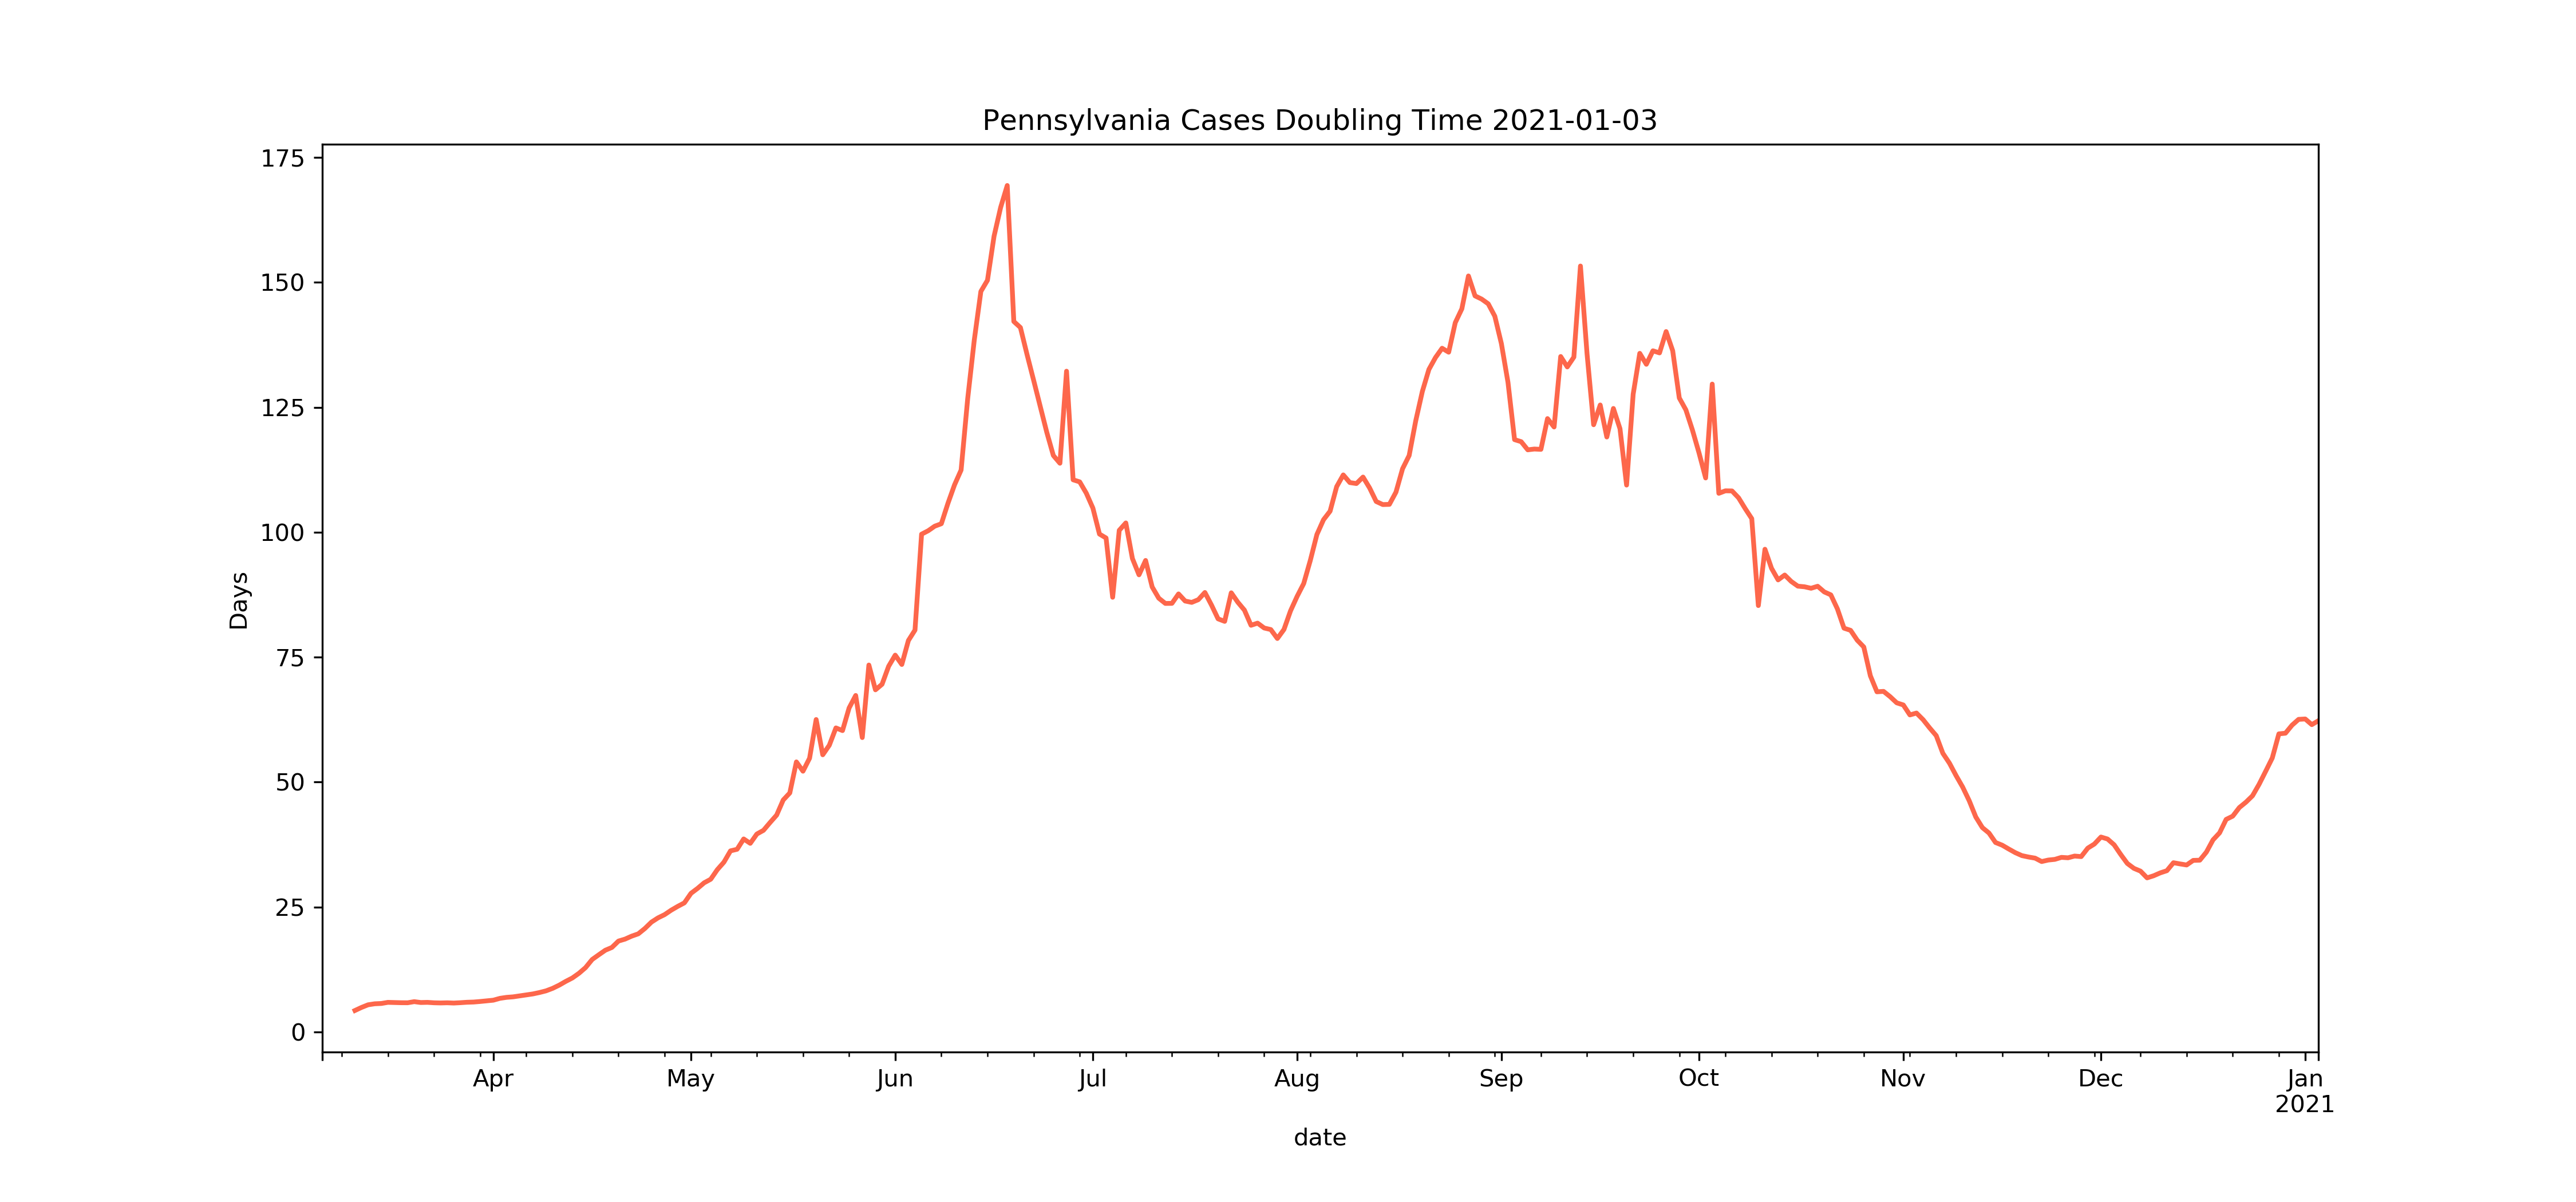 Pennsylvania Cases Doubling Time 2021-01-03
175
150
125
100
75
50
25
0
Days
Apr May Jun Jul Aug Sep Oct Nov Dec Jan
2021
date